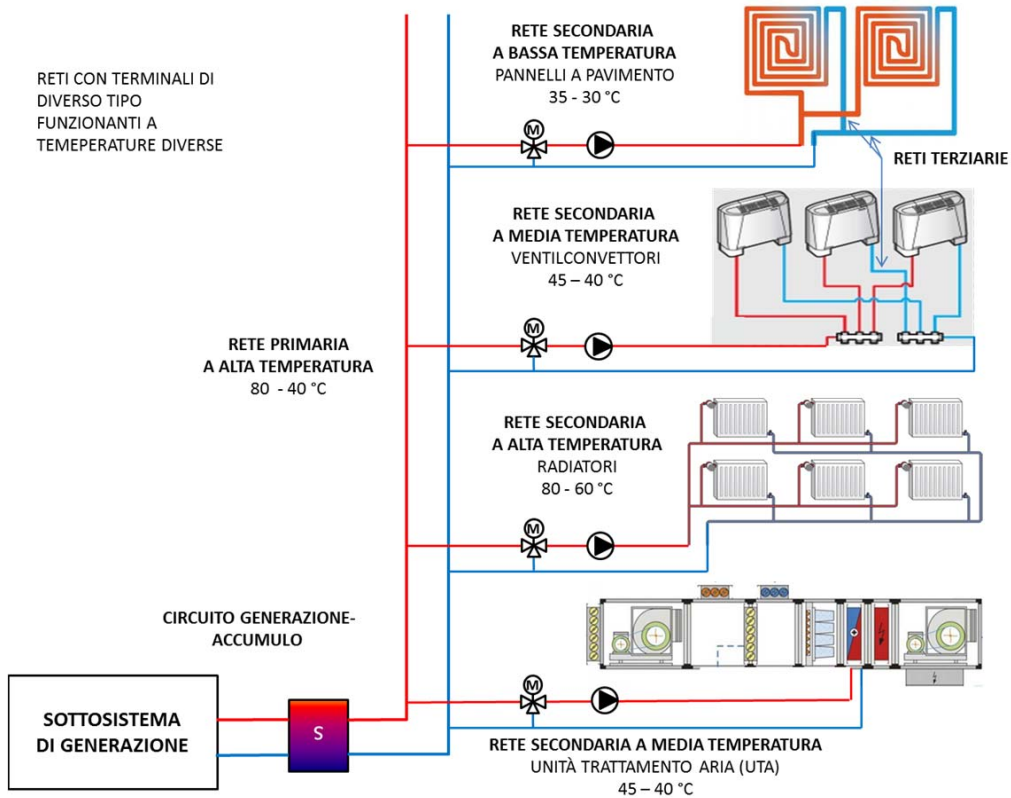 RETI CON TERMINALI DI
DIVERSO TIPO
FUNZIONANTI A
TEMEPERATURE DIVERSE
RETE SECONDARIA
A BASSA TEMPERATURA
PANNELLI A PAVIMENTO
35 - 30 °C
M
RETI TERZIARIE
RETE SECONDARIA
A MEDIA TEMPERATURA
VENTILCONVETTORI
45 – 40 °C
M
RETE PRIMARIA
A ALTA TEMPERATURA
80 - 40 °C
RETE SECONDARIA
A ALTA TEMPERATURA
RADIATORI
80 - 60 °C
M
CIRCUITO GENERAZIONE-
ACCUMULO
M
SOTTOSISTEMA
DI GENERAZIONE
S
RETE SECONDARIA A MEDIA TEMPERATURA
UNITÀ TRATTAMENTO ARIA (UTA)
45 – 40 °C